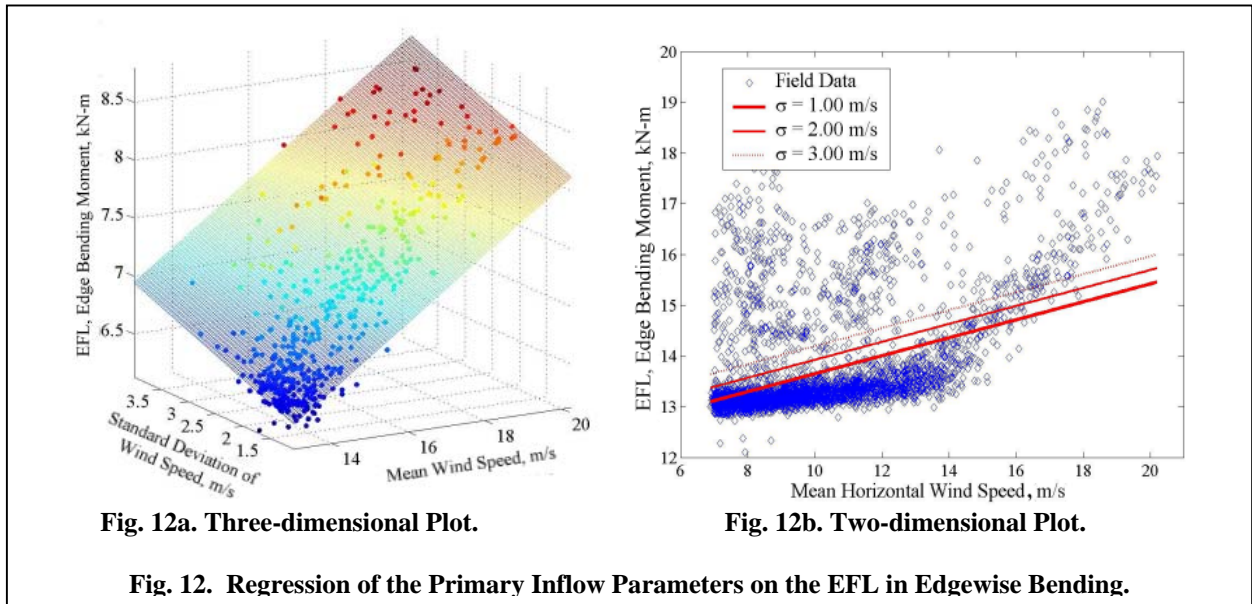 8.5
8
7.5
7
6.5
EFL, Edge Bending Moment, kN-m
3.5
3
2.5
2
1.5
Standard Deviation of
Wind Speed, m/s
14
16
18
20
Mean Wind Speed, m/s
Fig. 12a. Three-dimensional Plot.
20
19
18
17
16
15
14
13
12
EFL, Edge Bending Moment, kN-m
Field Data
σ = 1.00 m/s
σ = 2.00 m/s
σ = 3.00 m/s
6
8
10
12
14
16
18
20
Mean Horizontal Wind Speed, m/s
Fig. 12b. Two-dimensional Plot.
Fig. 12. Regression of the Primary Inflow Parameters on the EFL in Edgewise Bending.